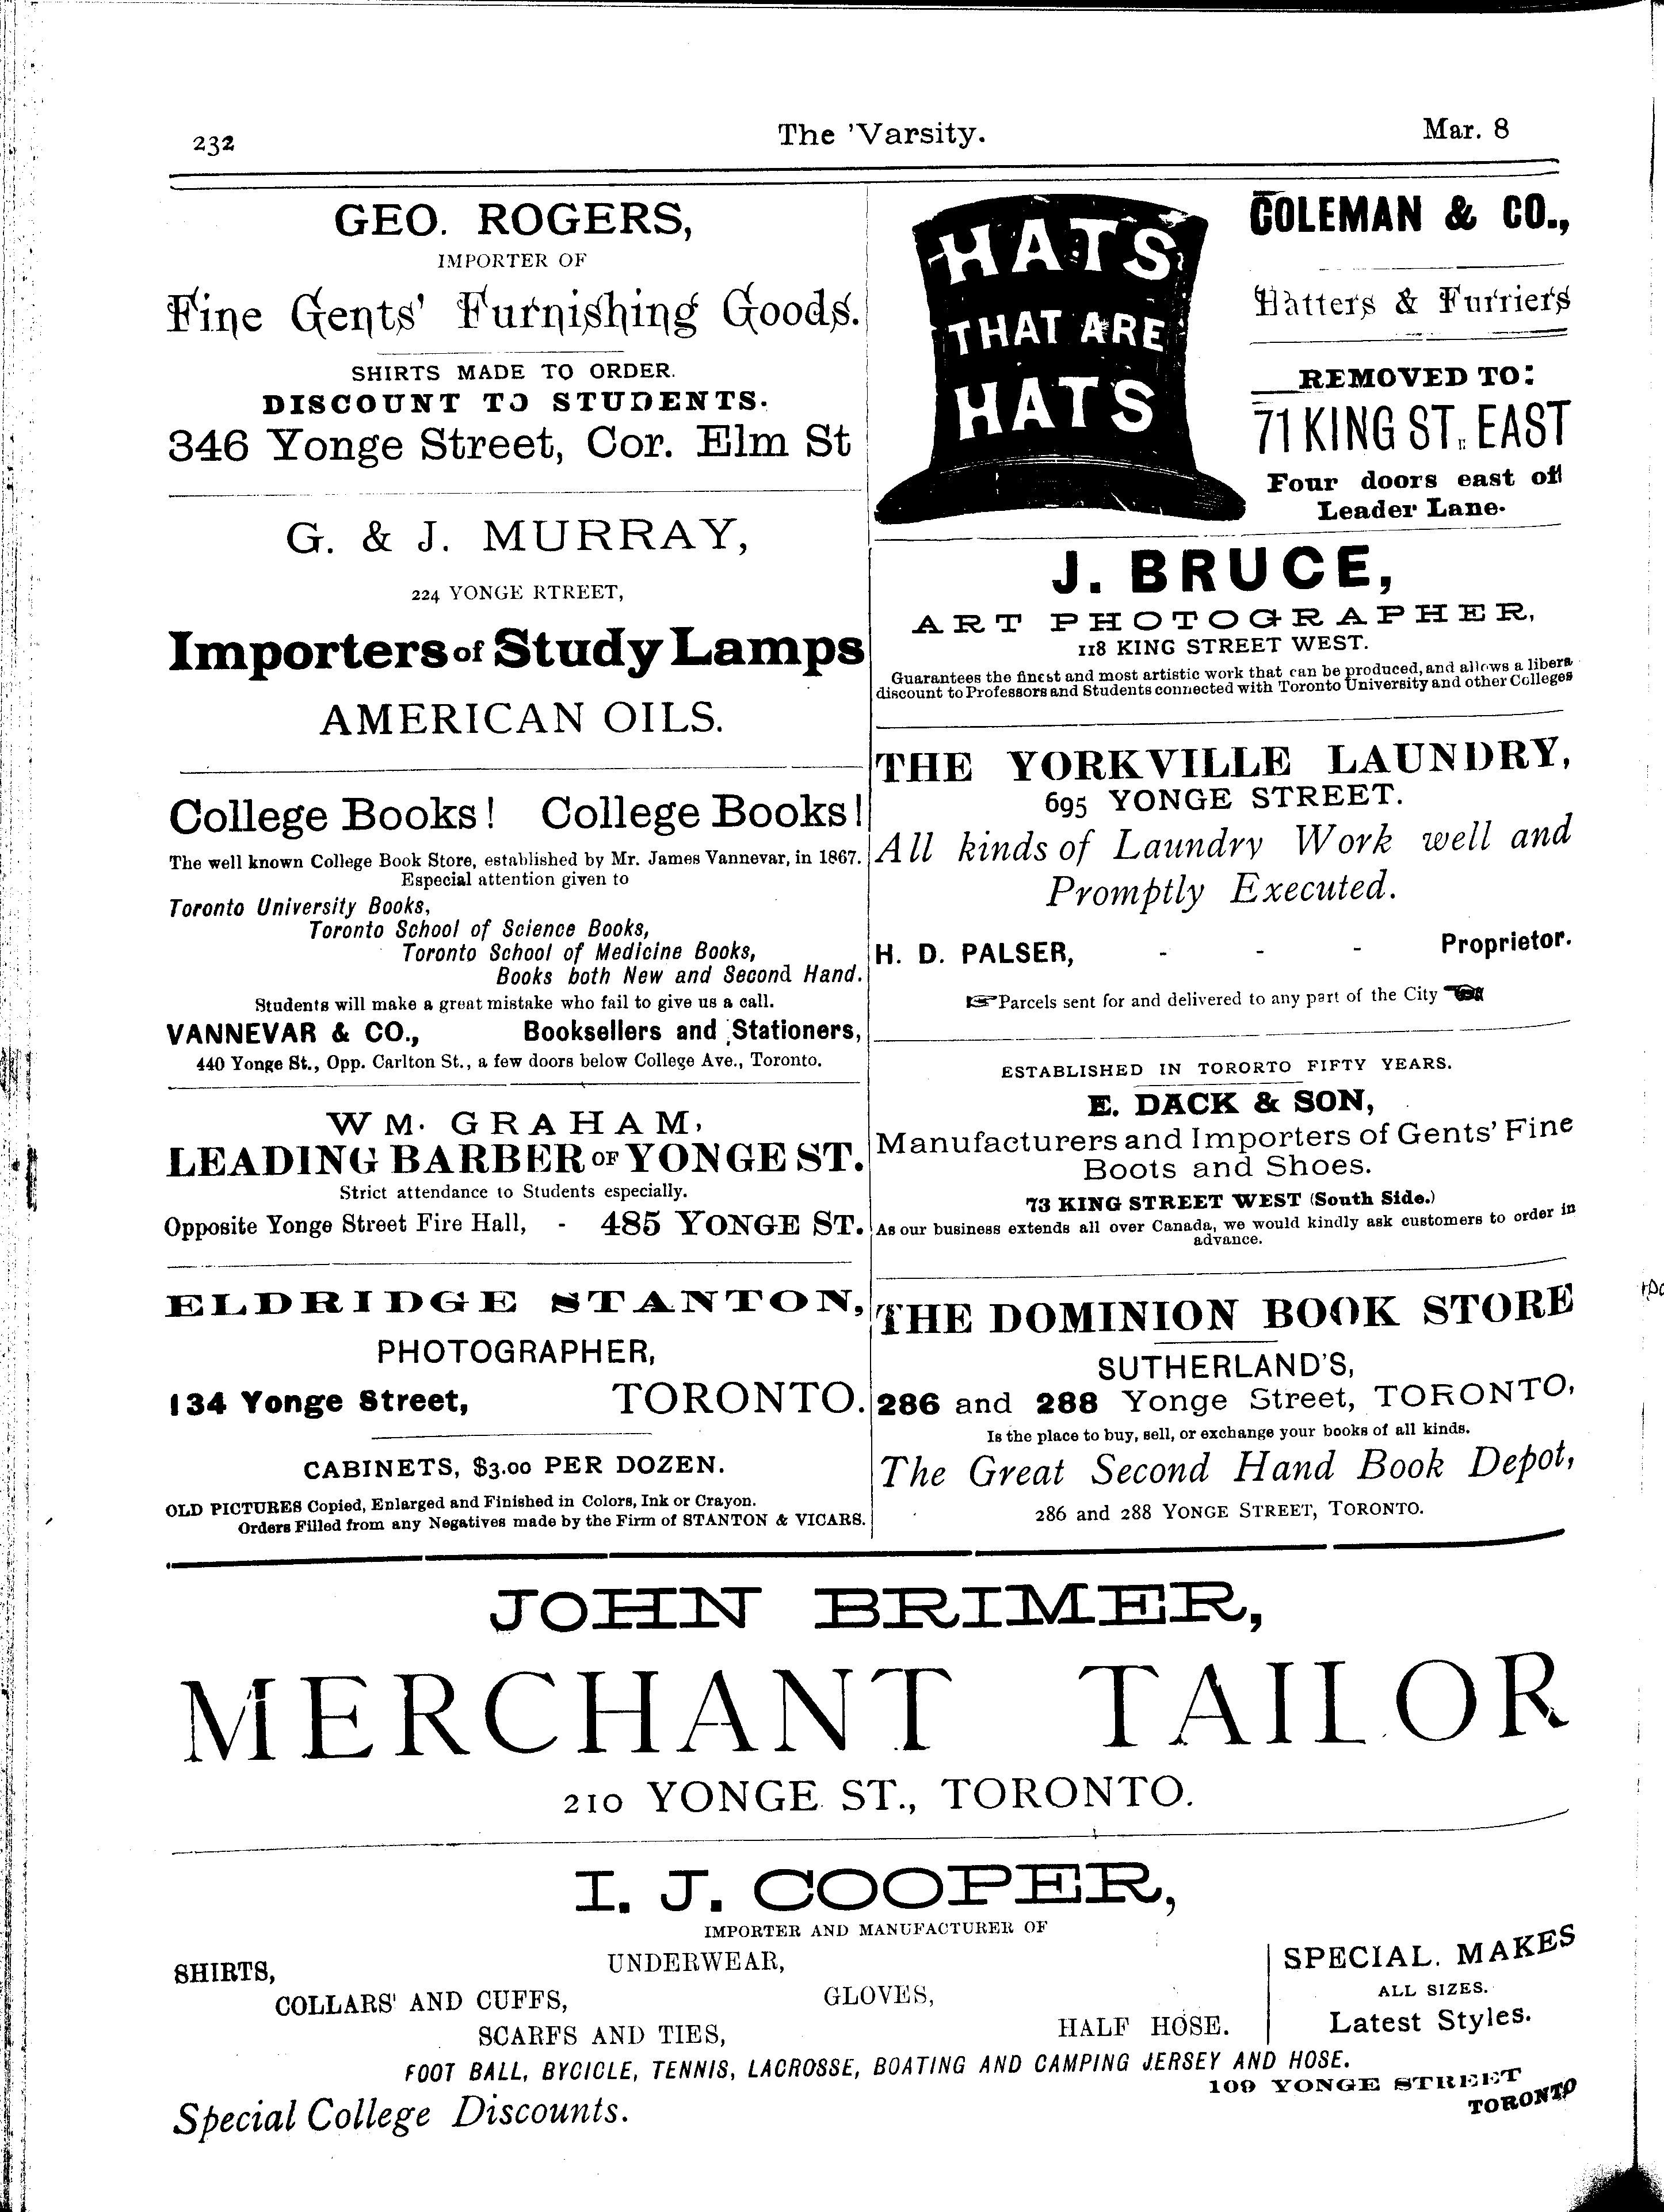 232
The 'Varsity.
Mar. 8
GEO. ROGERS,
IMPORTER OF
Fine Gents' Furnishing Goods.
SHIRTS MADE TO ORDER.
DISCOUNT TO STUDENTS.
346 Yonge Street, Cor. Elm St
G. & J. MURRAY,
224 YONGE RTREET,
Importers of Study Lamps
AMERICAN OILS.
College Books! College Books!
The well known College Book Store, established by Mr. James Vannevar, in 1867.
Especial attention given to
Toronto University Books,
Toronto School of Science Books,
Toronto School of Medicine Books,
Books both New and Second Hand.
Students will make a great mistake who fail to give us a call.
VANNEVAR & CO., Booksellers and Stationers,
440 Yonge St., Opp. Carlton St., a few doors below College Ave., Toronto.
WM. GRAHAM,
LEADING BARBER OF YONGE ST.
Strict attendance to Students especially.
Opposite Yonge Street Fire Hall, - 485 YONGE ST.
ELDRIDGE STANTON,
PHOTOGRAPHER,
134 Yonge Street, TORONTO.
CABINETS, $3.00 PER DOZEN.
OLD PICTURES Copied, Enlarged and Finished in Colors, Ink or Crayon.
Orders Filled from any Negatives made by the Firm of STANTON & VICARS.
HATS
THAT ARE
HATS
COLEMAN & CO.,
Hatters & Furriers
REMOVED TO:
71 KING ST., EAST
Four doors east off
Leader Lane.
J. BRUCE,
ART PHOTOGRAPHER,
118 KING STREET WEST.
Guarantees the finest and most artistic work that can be produced, and allows a libera
discount to Professors and Students connected with Toronto University and other Colleges
THE YORKVILLE LAUNDRY,
695 YONGE STREET.
All kinds of Laundry Work well and
Promptly Executed.
H. D. PALSER, - - - Proprietor.
☞Parcels sent for and delivered to any part of the City☜
ESTABLISHED IN TORORTO FIFTY YEARS.
E. DACK & SON,
Manufacturers and Importers of Gents' Fine
Boots and Shoes.
73 KING STREET WEST (South Side.)
As our business extends all over Canada, we would kindly ask customers to order in
advance.
THE DOMINION BOOK STORE
SUTHERLAND'S,
286 and 288 Yonge Street, TORONTO,
Is the place to buy, sell, or exchange your books of all kinds.
The Great Second Hand Book Depot,
286 and 288 YONGE STREET, TORONTO.
JOHN BRIMER,
MERCHANT TAILOR
210 YONGE ST., TORONTO.
I. J. COOPER,
IMPORTER AND MANUFACTURER OF
SHIRTS,
UNDERWEAR,
COLLARS' AND CUFFS,
GLOVES,
SCARFS AND TIES,
HALF HOSE.
SPECIAL. MAKES
ALL SIZES.
Latest Styles.
FOOT BALL, BYCICLE, TENNIS, LACROSSE, BOATING AND CAMPING JERSEY AND HOSE.
109 YONGE STREET
TORONTO
Special College Discounts.